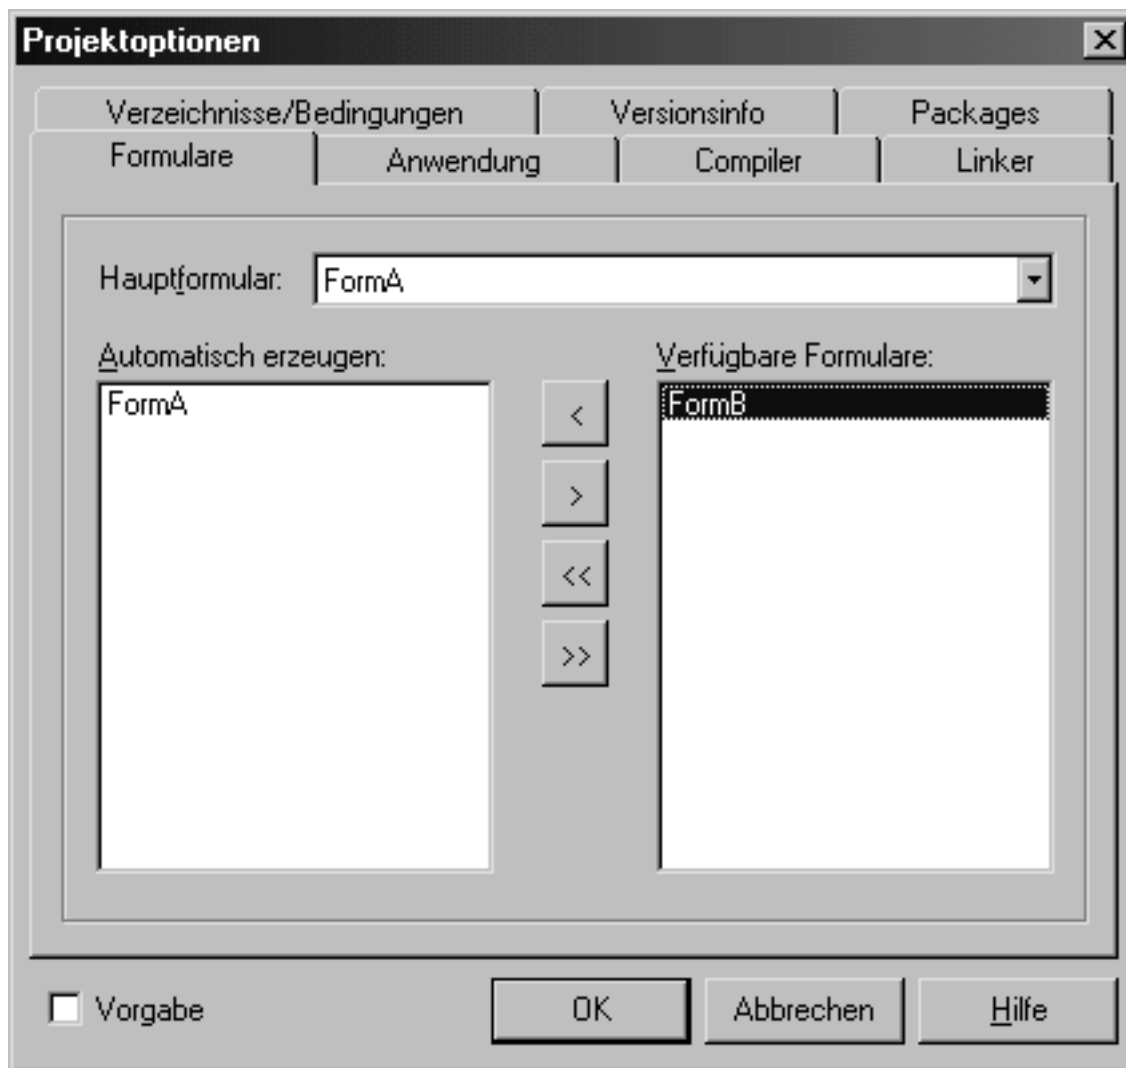 Projektoptionen
Verzeichnisse/Bedingungen Versionsinfo Packages
Formulare Anwendung Compiler Linker
Hauptformular: FormA
Automatisch erzeugen: Verfügbare Formulare:
FormA < FormB
>
<<
>>
Vorgabe OK Abbrechen Hilfe